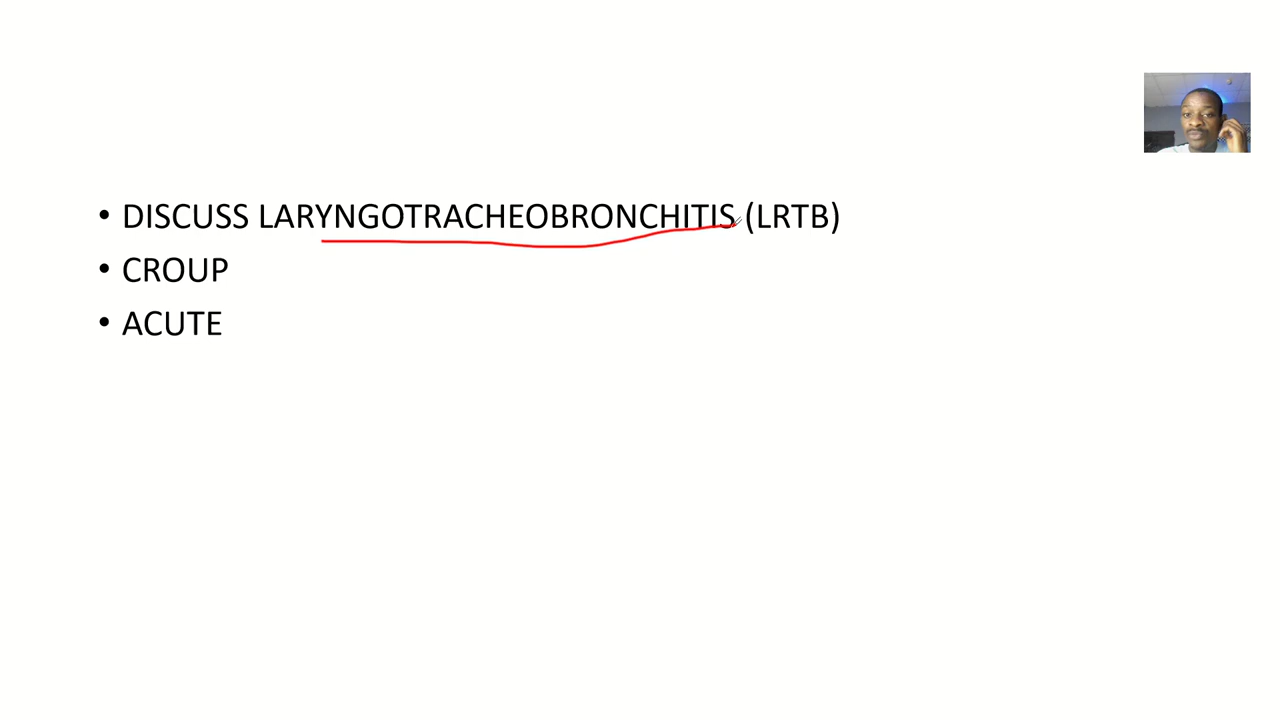 • DISCUSS LARYNGOTRACHEOBRONCHITIS (LRTB)
• CROUP
• ACUTE